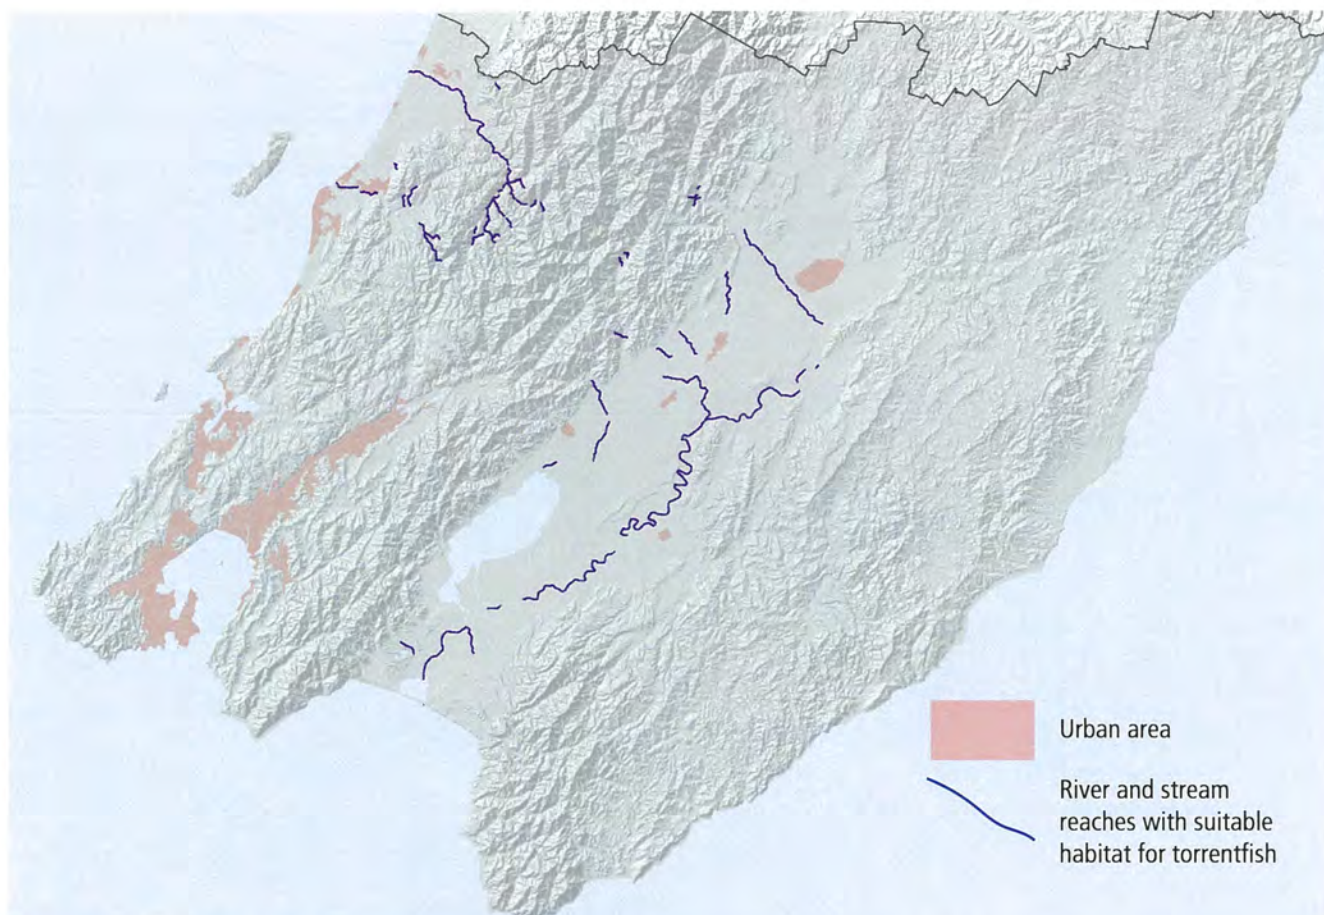 Urban area
River and stream
reaches with suitable
habitat for torrentfish